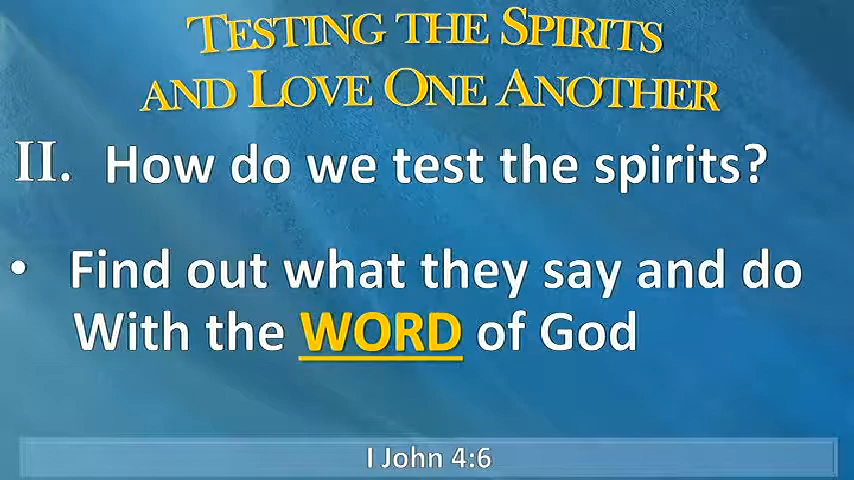 TESTING THE SPIRITS
AND LOVE ONE ANOTHER
II. How do we test the spirits?
• Find out what they say and do
With the WORD of God
I John 4:6